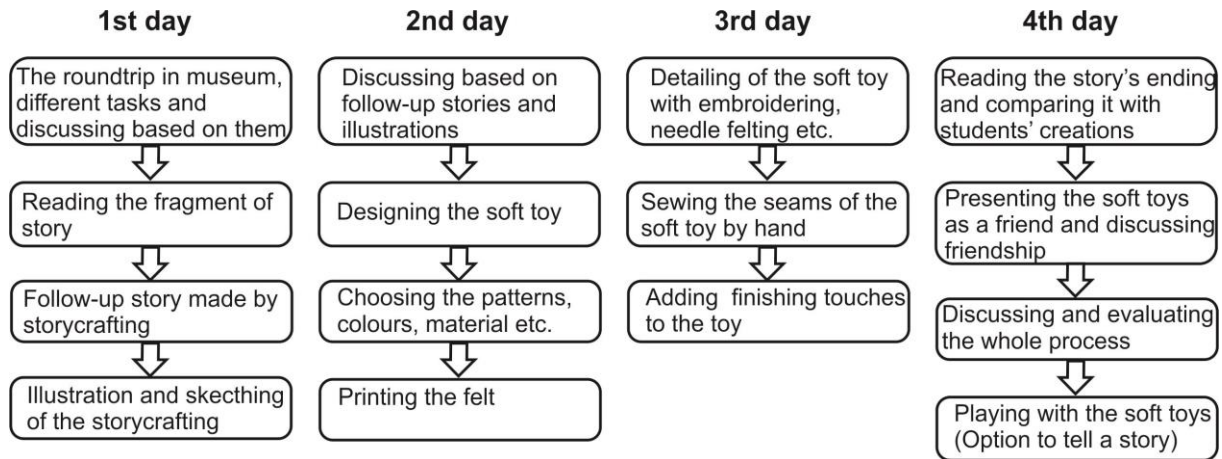 1st day
The roundtrip in museum,
different tasks and
discussing based on them
Reading the fragment of
story
Follow-up story made by
storycrafting
Illustration and skecthing
of the storycrafting
2nd day
Discussing based on
follow-up stories and
illustrations
Designing the soft toy
Choosing the patterns,
colours, material etc.
Printing the felt
3rd day
Detailing of the soft toy
with embroidering,
needle felting etc.
Sewing the seams of the
soft toy by hand
Adding finishing touches
to the toy
4th day
Reading the story's ending
and comparing it with
students' creations
Presenting the soft toys
as a friend and discussing
friendship
Discussing and evaluating
the whole process
Playing with the soft toys
(Option to tell a story)